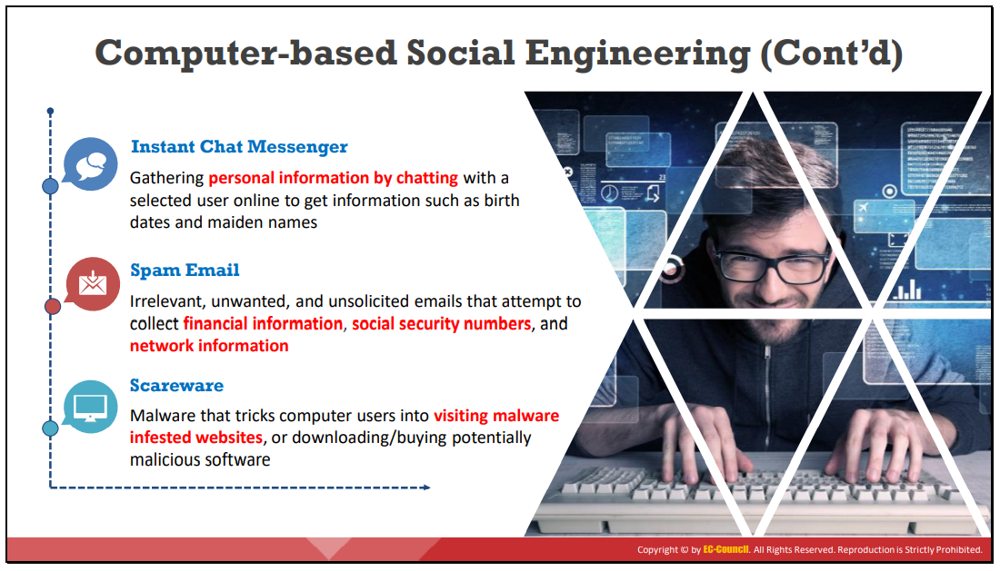 Computer-based Social Engineering (Cont’d)
Instant Chat Messenger
Gathering personal information by chatting with a
selected user online to get information such as birth
dates and maiden names
Spam Email
Irrelevant, unwanted, and unsolicited emails that attempt to
collect financial information, social security numbers, and
network information
Scareware
Malware that tricks computer users into visiting malware
infested websites, or downloading/buying potentially
malicious software
Copyright © by EC-Council. All Rights Reserved. Reproduction is Strictly Prohibited.